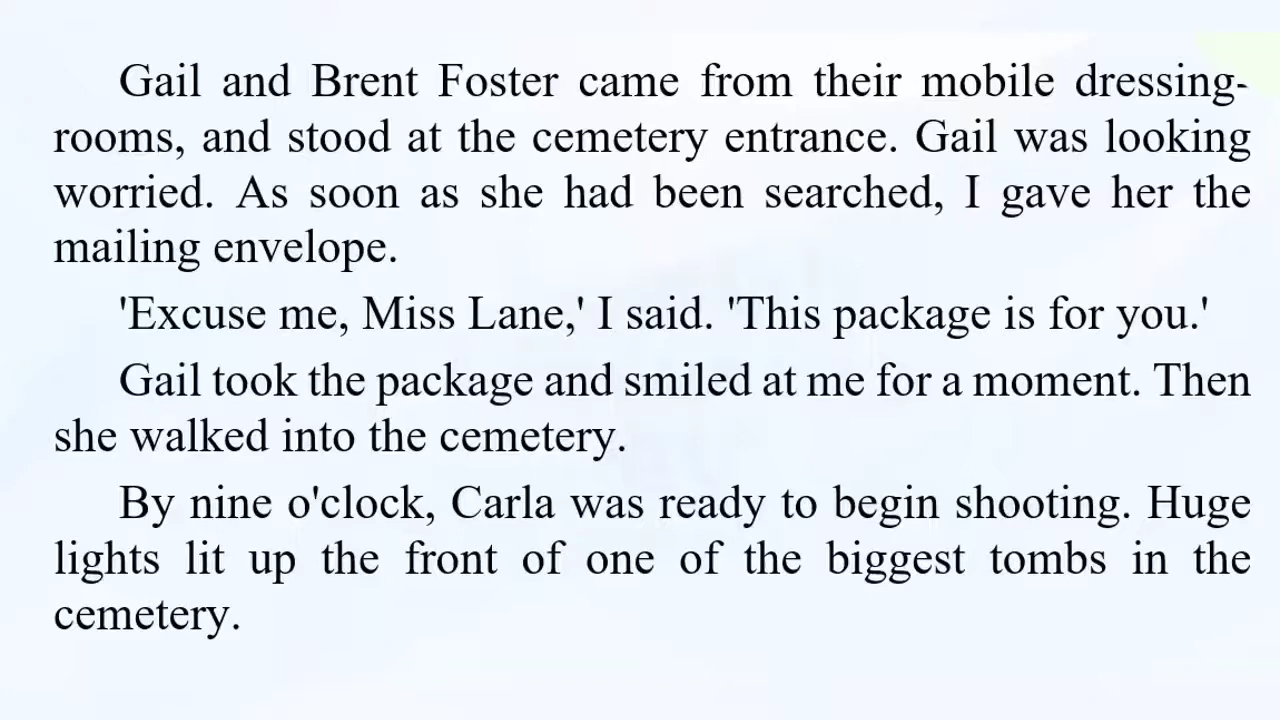 Gail and Brent Foster came from their mobile dressing-
rooms, and stood at the cemetery entrance. Gail was looking
worried. As soon as she had been searched, I gave her the
mailing envelope.
'Excuse me, Miss Lane,' I said. 'This package is for you.'
Gail took the package and smiled at me for a moment. Then
she walked into the cemetery.
By nine o'clock, Carla was ready to begin shooting. Huge
lights lit up the front of one of the biggest tombs in the
cemetery.